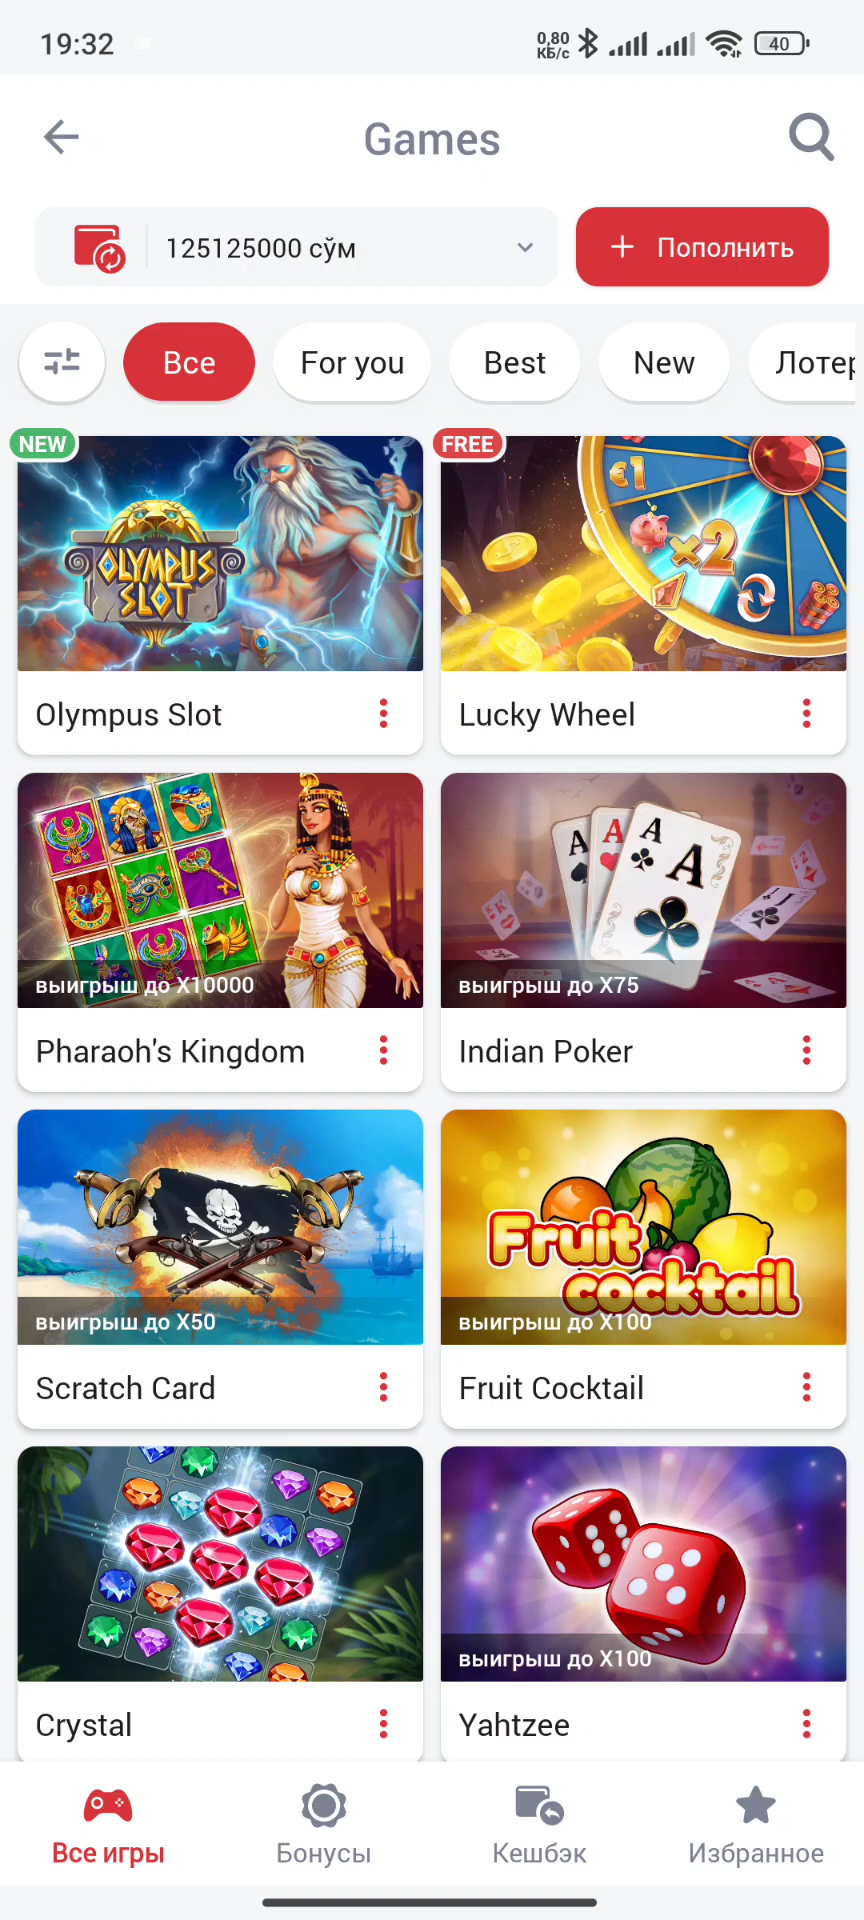 19:32
0,80
КБ/с
40
Games
125125000 сўм
+ Пополнить
Все
For you
Best
New
Лотер
NEW
FREE
OLYMPUS
SLOT
€1
x2
Olympus Slot
Lucky Wheel
A
A
A
A
выигрыш до X10000
выигрыш до X75
Pharaoh's Kingdom
Indian Poker
Fruit
cocktail
выигрыш до X50
выигрыш до X100
Scratch Card
Fruit Cocktail
выигрыш до X100
Crystal
Yahtzee
Все игры
Бонусы
Кешбэк
Избранное